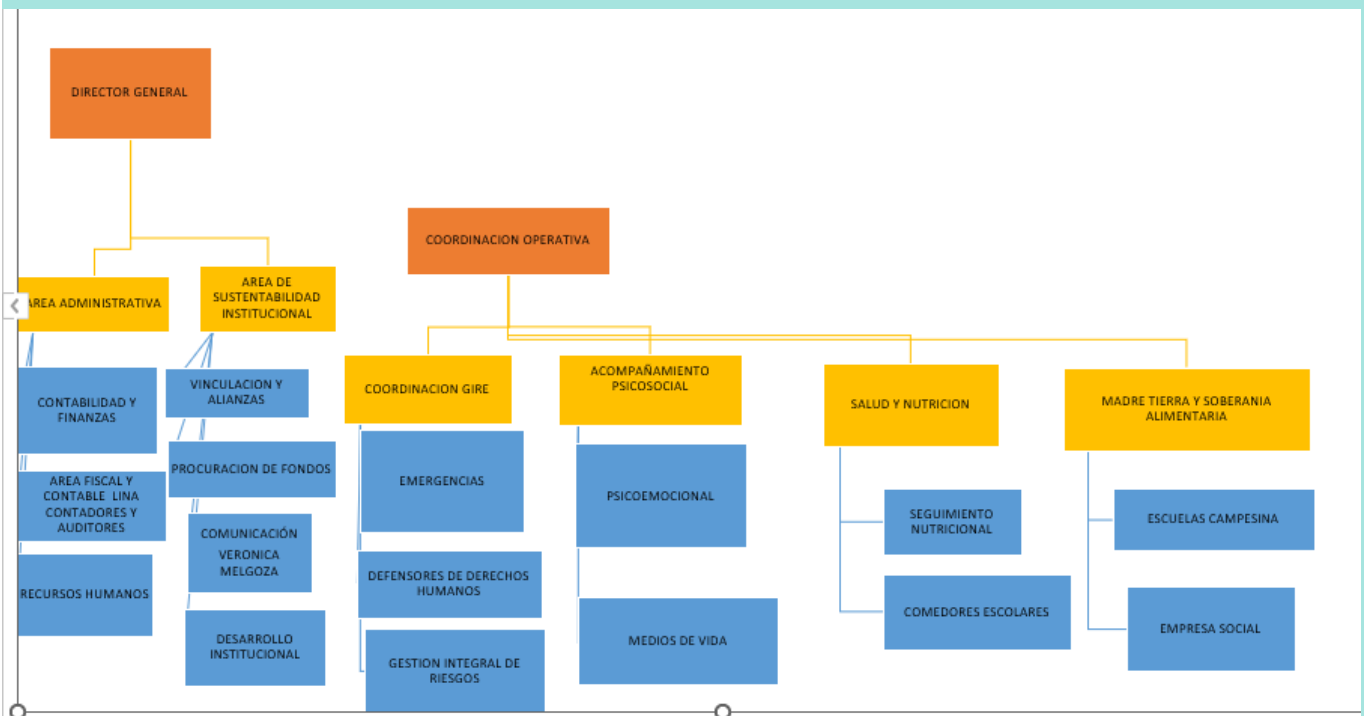 DIRECTOR GENERAL
COORDINACION OPERATIVA
AREA ADMINISTRATIVA
AREA DE
SUSTENTABILIDAD
INSTITUCIONAL
CONTABILIDAD Y
FINANZAS
AREA FISCAL Y
CONTABLE LINA
CONTADORES Y
AUDITORES
RECURSOS HUMANOS
VINCULACION Y
ALIANZAS
PROCURACION DE FONDOS
COMUNICACIÓN
VERONICA
MELGOZA
DESARROLLO
INSTITUCIONAL
COORDINACION GIRE
EMERGENCIAS
DEFENSORES DE DERECHOS
HUMANOS
GESTION INTEGRAL DE
RIESGOS
ACOMPAÑAMIENTO
PSICOSOCIAL
PSICOEMOCIONAL
MEDIOS DE VIDA
SALUD Y NUTRICION
SEGUIMIENTO
NUTRICIONAL
COMEDORES ESCOLARES
MADRE TIERRA Y SOBERANIA
ALIMENTARIA
ESCUELAS CAMPESINA
EMPRESA SOCIAL